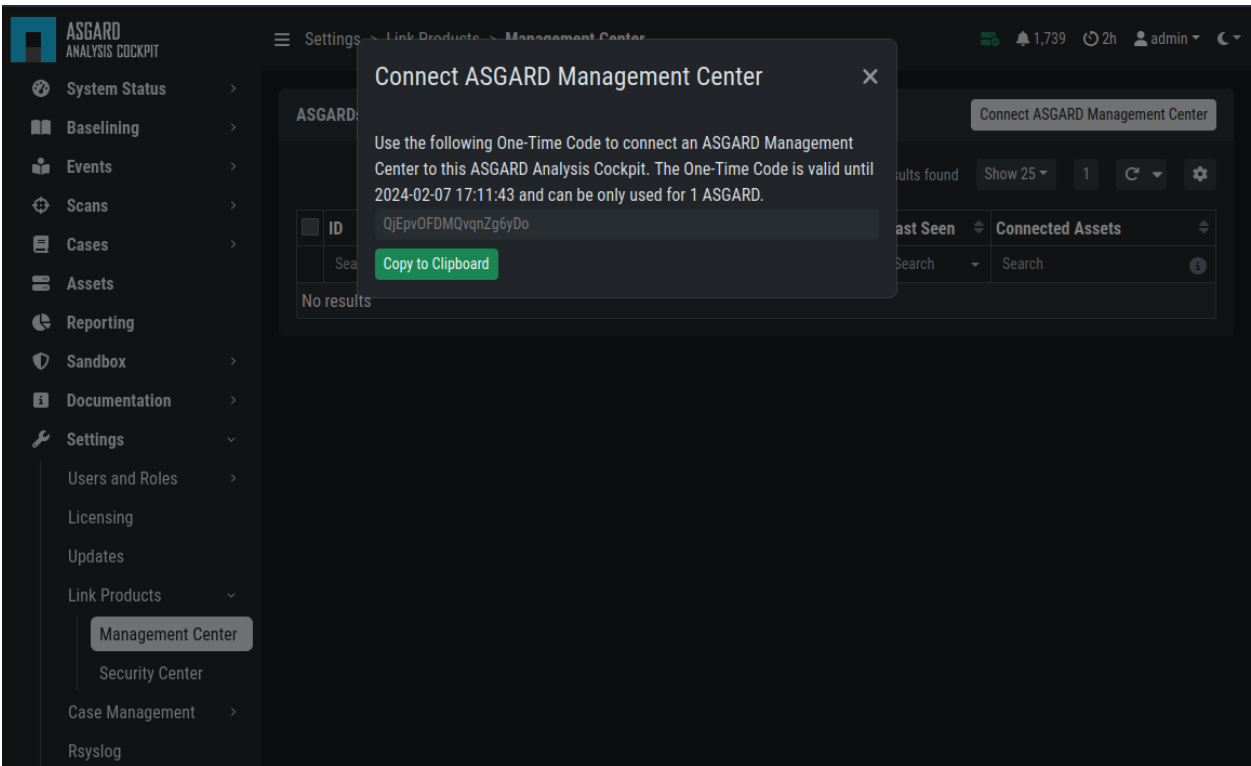 ASGARD
ANALYSIS COCKPIT
Settings > Link Products > Management Center
1,739
2h
admin
System Status
Baselining
Events
Scans
Cases
Assets
Reporting
Sandbox
Documentation
Settings
Users and Roles
Licensing
Updates
Link Products
Management Center
Security Center
Case Management
Rsyslog
ASGARD
Connect ASGARD Management Center
found
Show 25
1
ID
ast Seen
Connected Assets
Sea
Search
Search
No results
Connect ASGARD Management Center
Use the following One-Time Code to connect an ASGARD Management
Center to this ASGARD Analysis Cockpit. The One-Time Code is valid until
2024-02-07 17:11:43 and can be only used for 1 ASGARD.
QjEpvOFDMQvqnZg6yDo
Copy to Clipboard